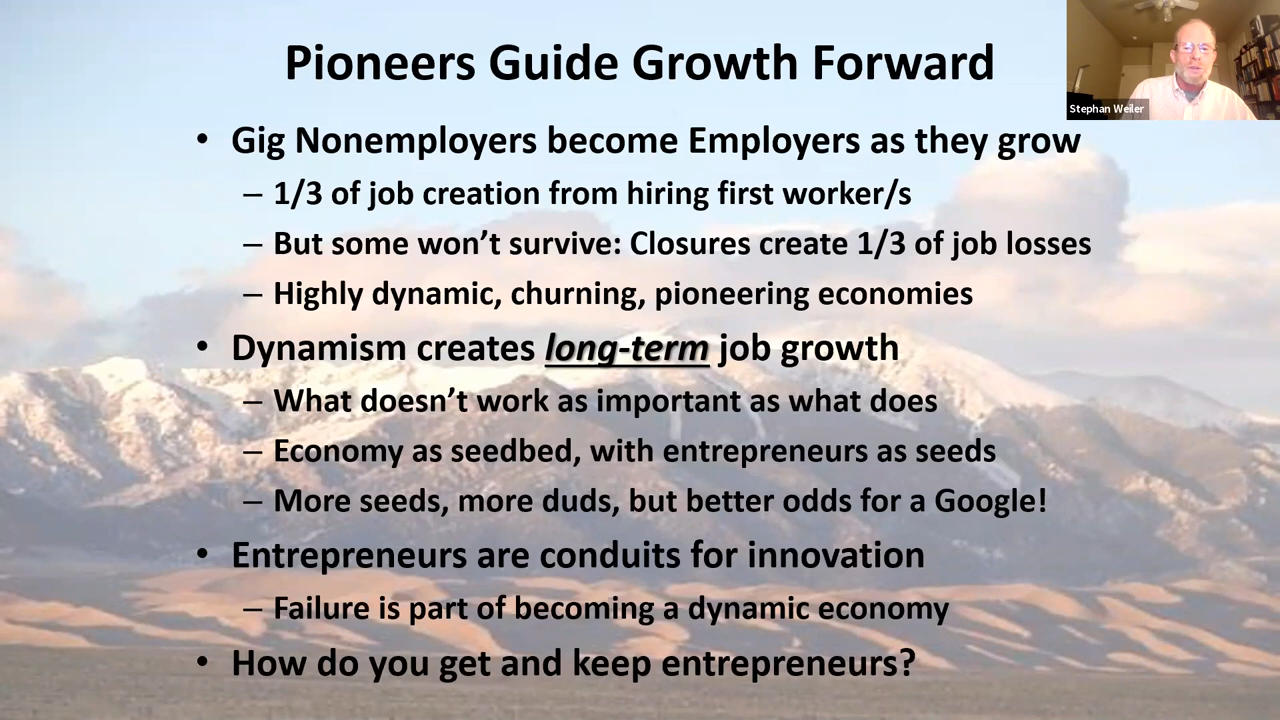 Pioneers Guide Growth Forward
Stephan Weiler
• Gig Nonemployers become Employers as they grow
– 1/3 of job creation from hiring first worker/s
– But some won’t survive: Closures create 1/3 of job losses
– Highly dynamic, churning, pioneering economies
• Dynamism creates long-term job growth
– What doesn’t work as important as what does
– Economy as seedbed, with entrepreneurs as seeds
– More seeds, more duds, but better odds for a Google!
• Entrepreneurs are conduits for innovation
– Failure is part of becoming a dynamic economy
• How do you get and keep entrepreneurs?